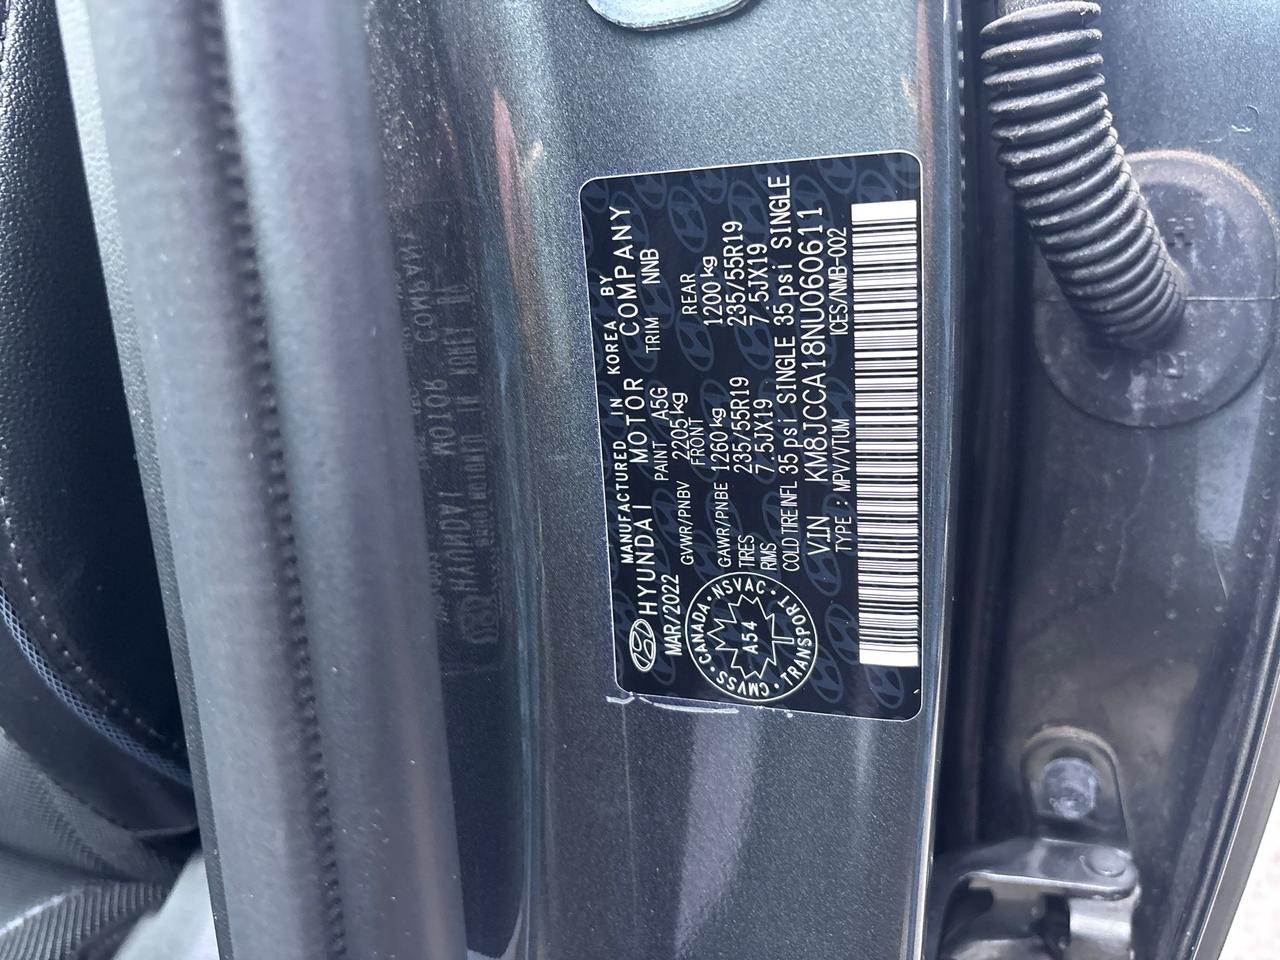 MANUFACTURED IN KOREA BY
HYUNDAI MOTOR COMPANY
MAR/2022 PAINT A5G TRIM NNB
GVWR/PNBV 2205kg
FRONT REAR
GAWR/PNBE 1260kg 1200kg
TIRES 235/55R19 235/55R19
RIMS 7.5JX19 7.5JX19
COLD TIRE INFL 35 psi SINGLE 35 psi SINGLE
VIN KM8JCCA18NU060611
TYPE : MPV/VTUM ICES/NMB-002
CANADA · NSVAC · TRANSPORT · CMVSS ·
A54